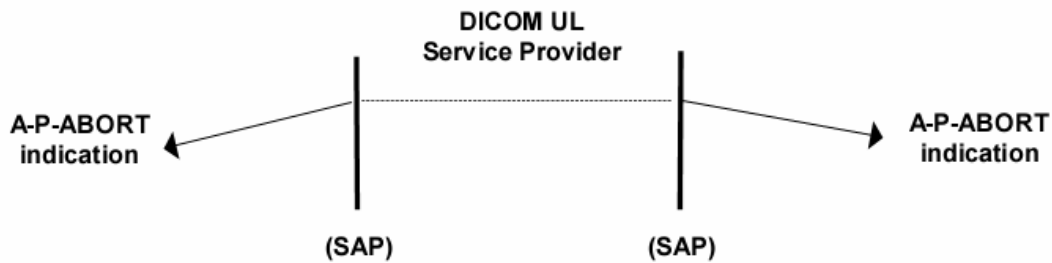 DICOM UL
Service Provider
A-P-ABORT
indication
A-P-ABORT
indication
(SAP)
(SAP)